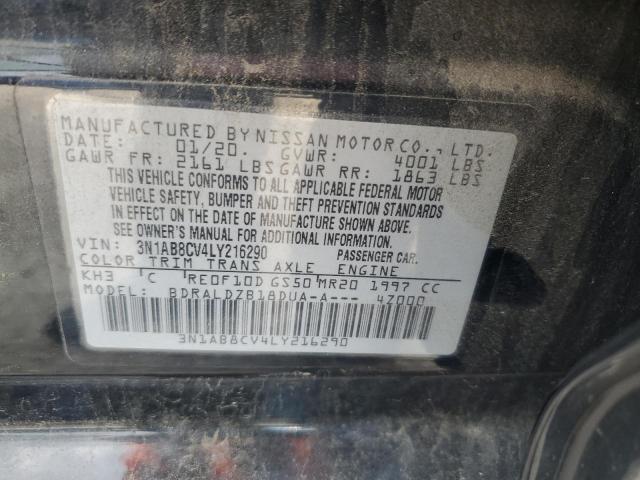 MANUFACTURED BY NISSAN MOTOR CO., LTD.
DATE: 01/20. GVWR: 4001 LBS
GAWR FR: 2161 LBS GAWR RR: 1863 LBS
THIS VEHICLE CONFORMS TO ALL APPLICABLE FEDERAL MOTOR
VEHICLE SAFETY, BUMPER AND THEFT PREVENTION STANDARDS
IN EFFECT ON THE DATE OF MANUFACTURE SHOWN ABOVE.
SEE OWNER'S MANUAL FOR ADDITIONAL INFORMATION.
VIN: 3N1AB8CV4LY216290 PASSENGER CAR.
COLOR TRIM TRANS AXLE ENGINE
KH3 C RE0F10D GS50 MR20 1997 CC
MODEL: BDRALDZB18DUA-A--- 4Z000
3N1AB8CV4LY216290